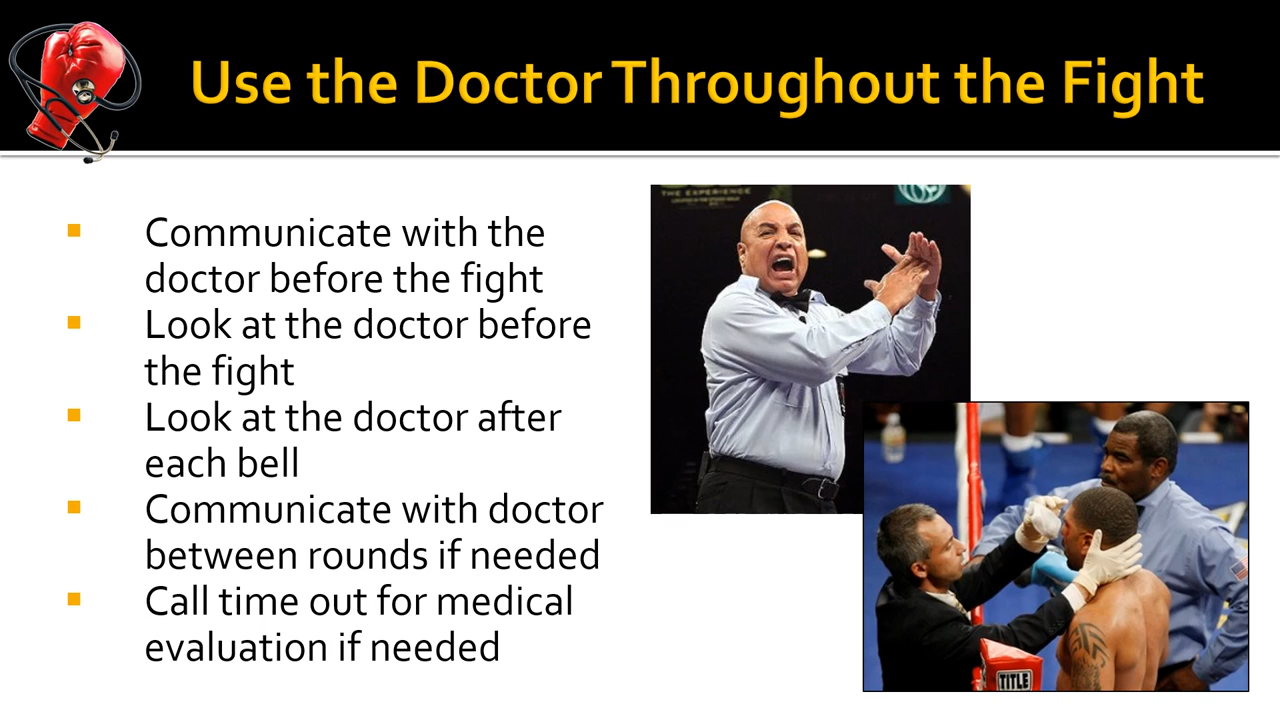 Use the Doctor Throughout the Fight
Communicate with the
doctor before the fight
Look at the doctor before
the fight
Look at the doctor after
each bell
Communicate with doctor
between rounds if needed
Call time out for medical
evaluation if needed
THE EXPERIENCE
TITLE